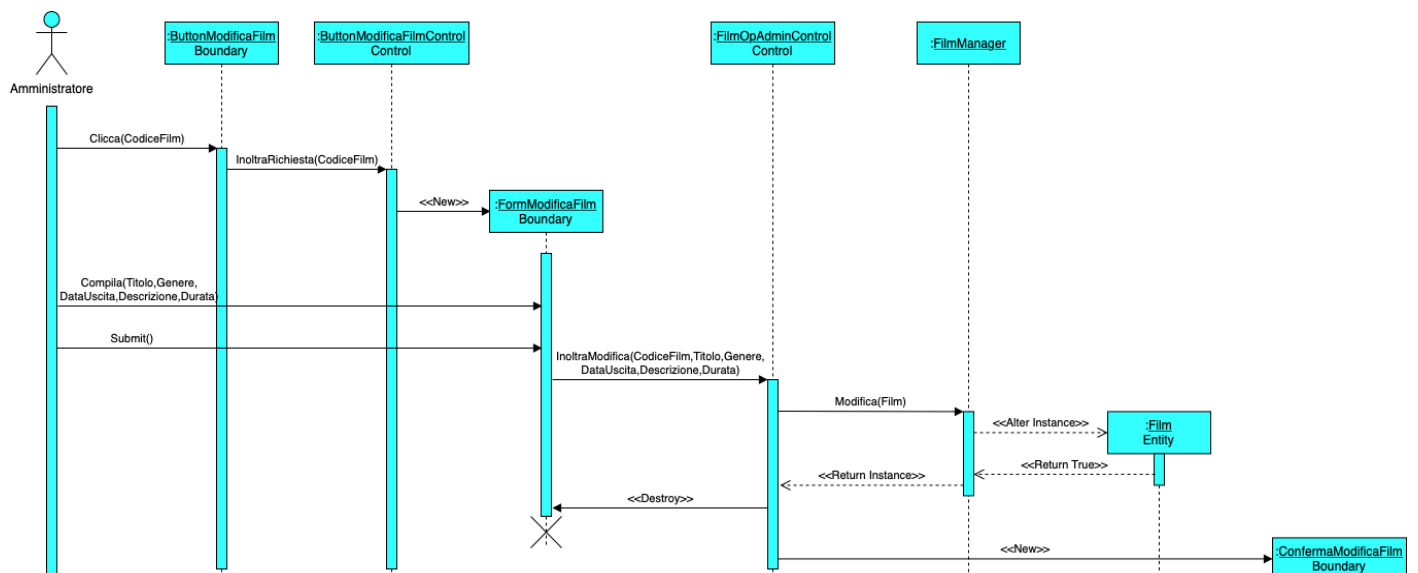 Amministratore
:ButtonModificaFilm
Boundary
:ButtonModificaFilmControl
Control
:FilmOpAdminControl
Control
:FilmManager
Clicca(CodiceFilm)
InoltraRichiesta(CodiceFilm)
<<New>>
:FormModificaFilm
Boundary
Compila(Titolo,Genere,
DataUscita,Descrizione,Durata)
Submit()
InoltraModifica(CodiceFilm,Titolo,Genere,
DataUscita,Descrizione,Durata)
Modifica(Film)
<<Alter Instance>>
:Film
Entity
<<Return True>>
<<Return Instance>>
<<Destroy>>
<<New>>
:ConfermaModificaFilm
Boundary